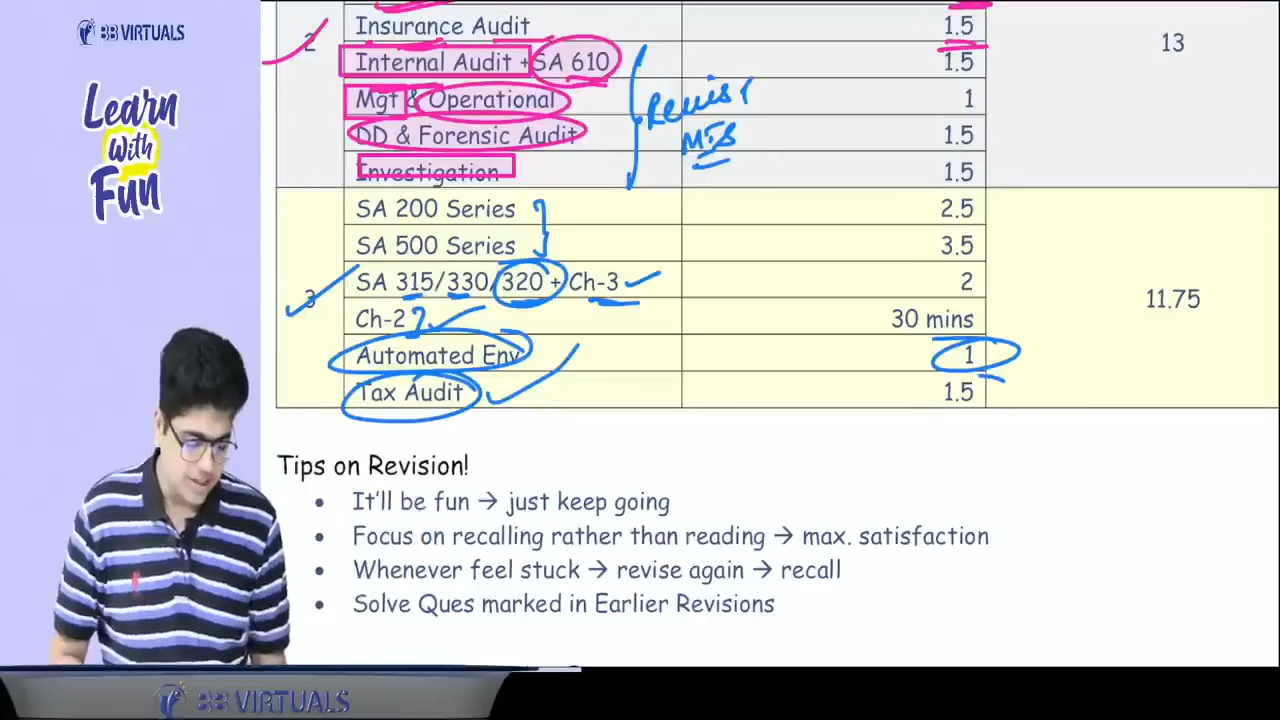 BB VIRTUALS
Learn
with
Fun
2
Insurance Audit 1.5
13
Internal Audit + SA 610 1.5
Mgt & Operational 1
DD & Forensic Audit 1.5
Investigation 1.5
SA 200 Series 2.5
SA 500 Series 3.5
SA 315/330/320 + Ch-3 2
3
11.75
Ch-2 30 mins
Automated Env 1
Tax Audit 1.5
Tips on Revision!
• It'll be fun → just keep going
• Focus on recalling rather than reading → max. satisfaction
• Whenever feel stuck → revise again → recall
• Solve Ques marked in Earlier Revisions
BB VIRTUALS